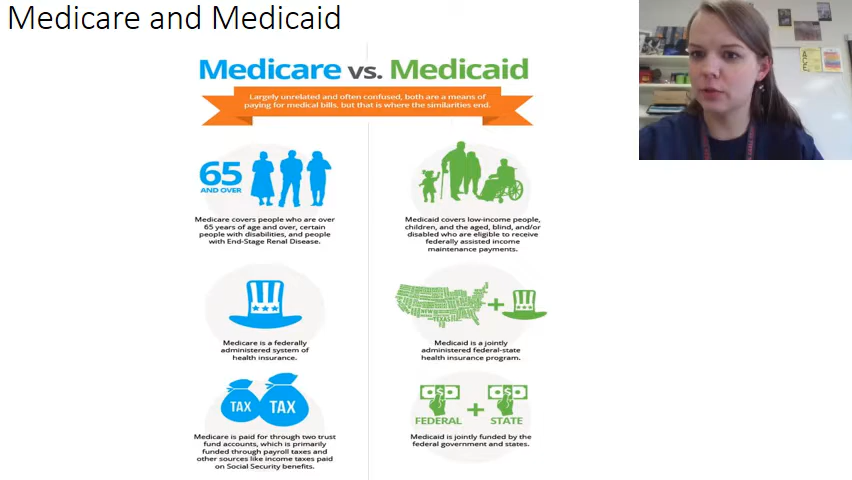 Medicare and Medicaid
Medicare vs. Medicaid
Largely unrelated and often confused, both are a means of
paying for medical bills, but that is where the similarities end.
65
AND OVER
Medicare covers people who are over
65 years of age and over, certain
people with disabilities, and people
with End-Stage Renal Disease.
Medicaid covers low-income people,
children, and the aged, blind, and/or
disabled who are eligible to receive
federally assisted income
maintenance payments.
Medicare is a federally
administered system of
health insurance.
Medicaid is a jointly
administered federal-state
health insurance program.
TAX TAX
Medicare is paid for through two trust
fund accounts, which is primarily
funded through payroll taxes and
other sources like income taxes paid
on Social Security benefits.
FEDERAL + STATE
Medicaid is jointly funded by the
federal government and states.